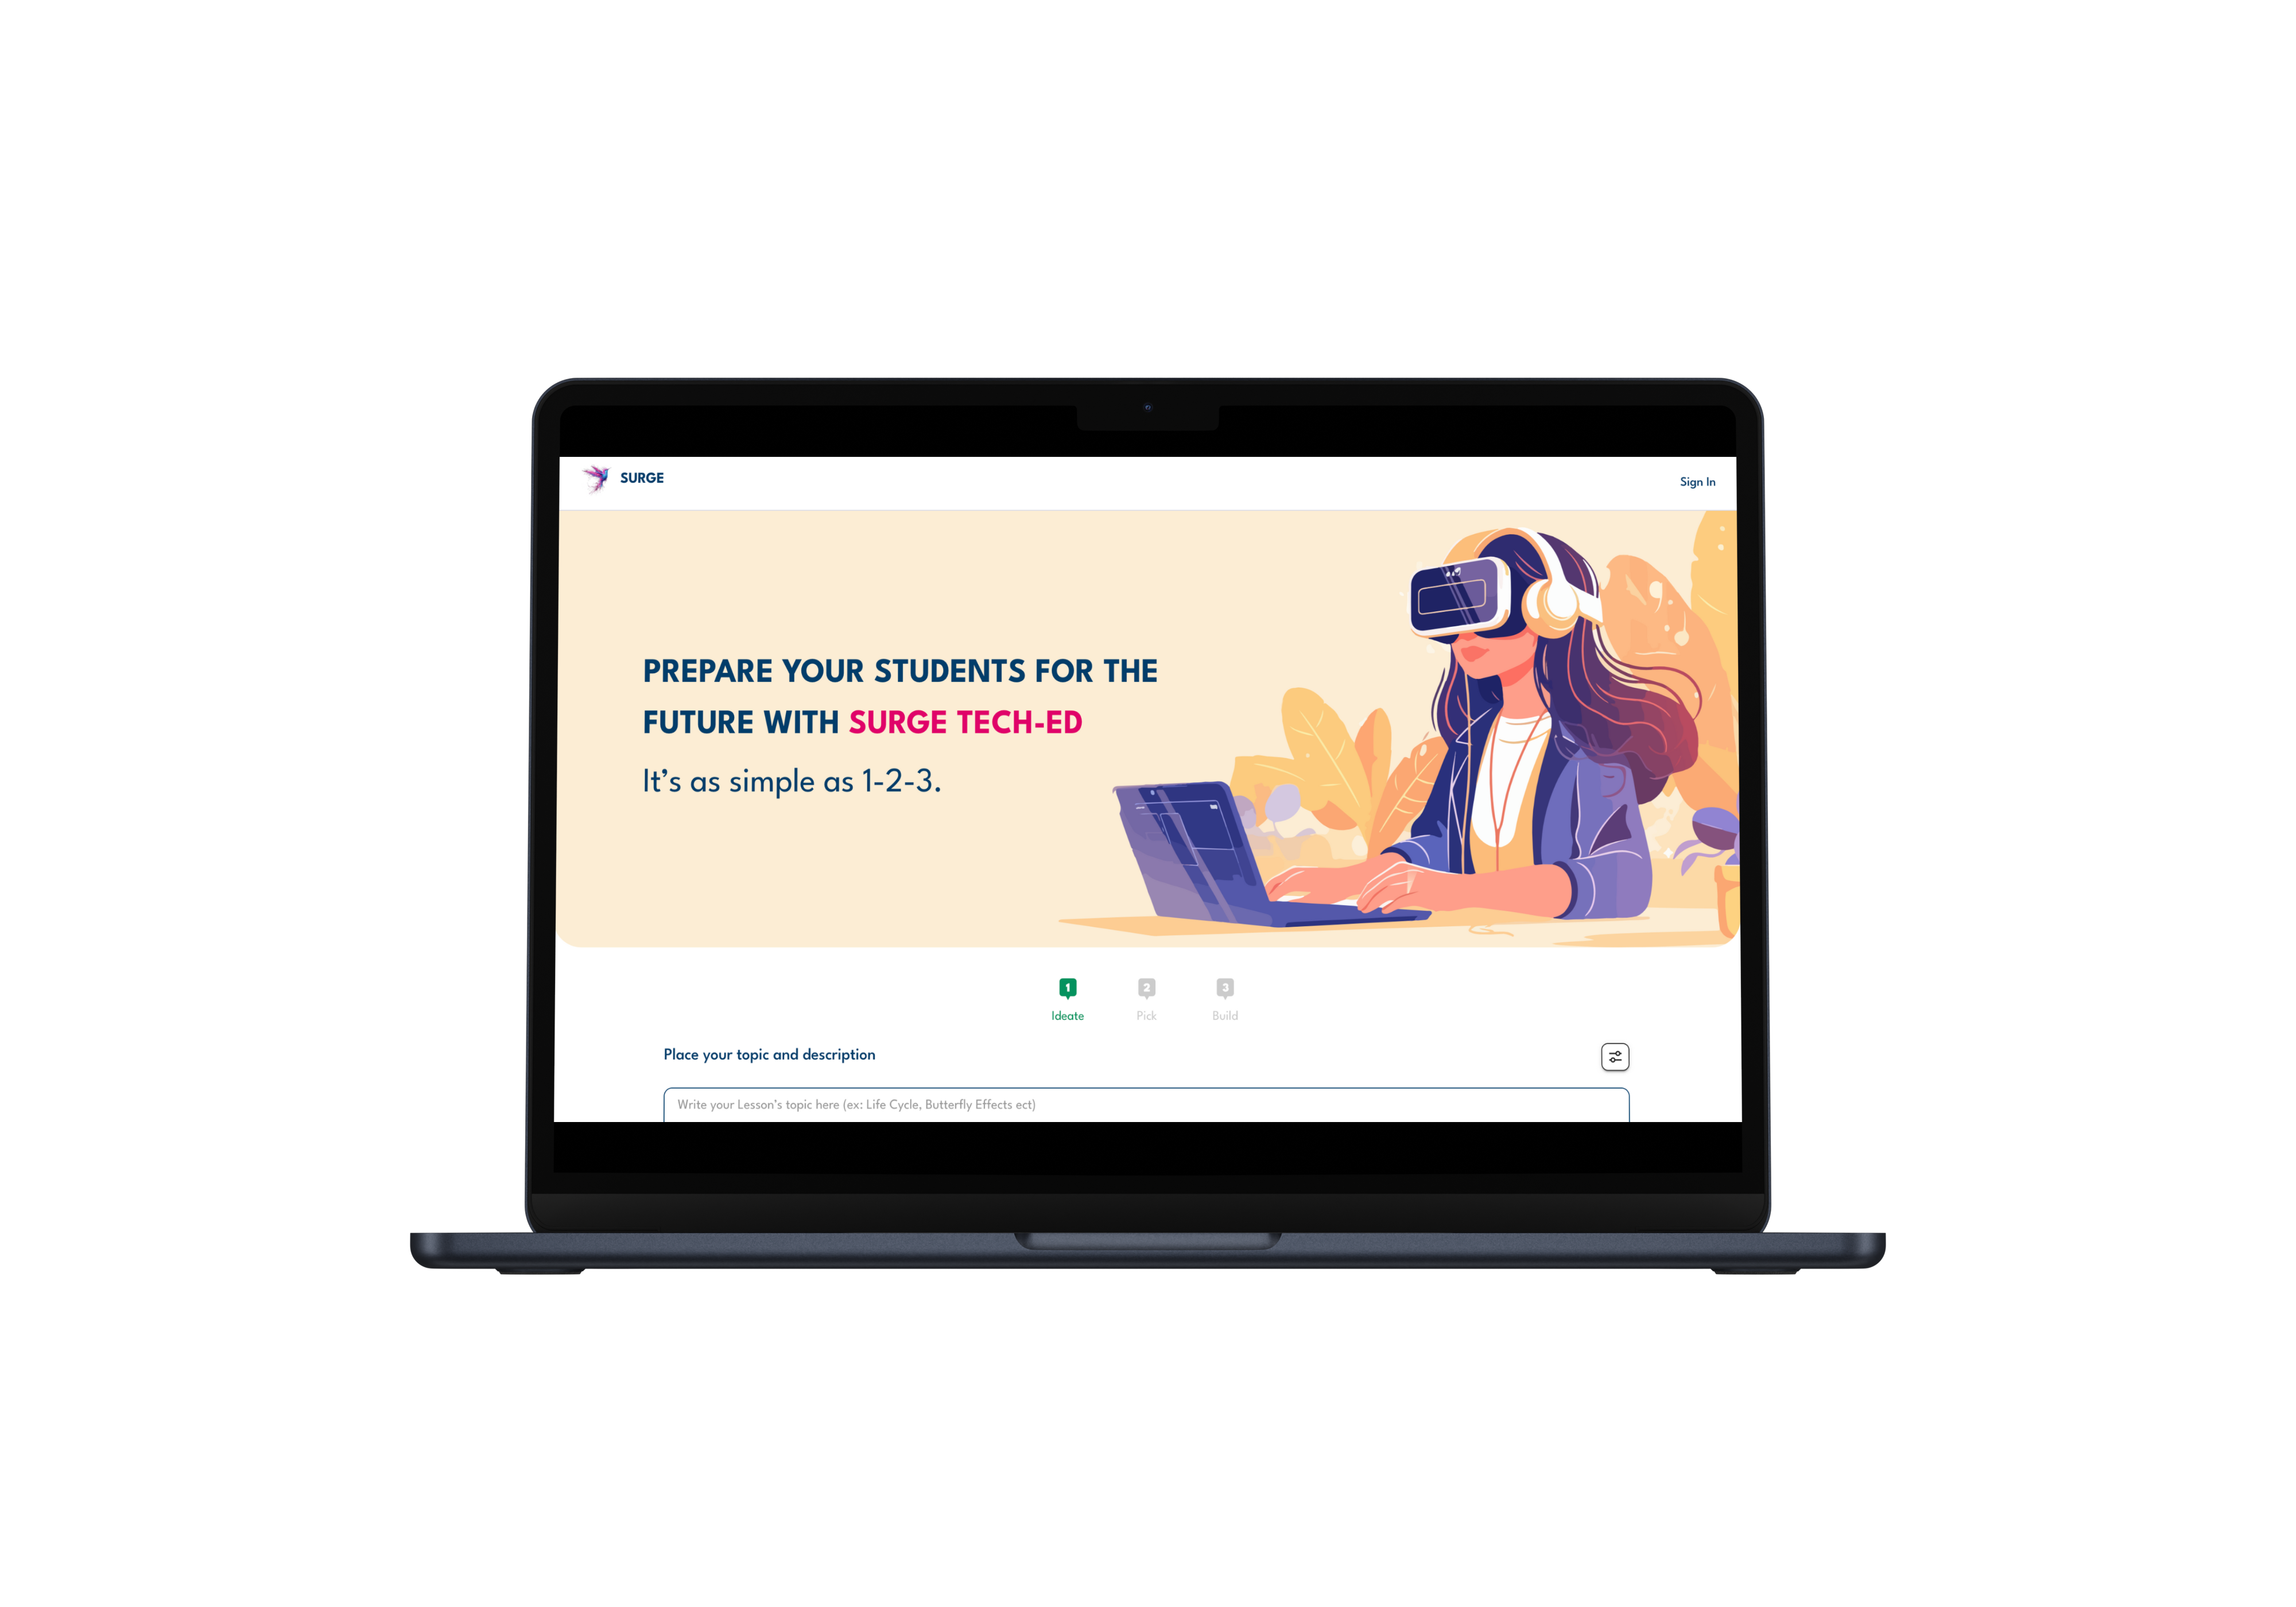 SURGE
Sign In
PREPARE YOUR STUDENTS FOR THE
FUTURE WITH SURGE TECH-ED
It's as simple as 1-2-3.
1
2
3
Ideate
Pick
Build
Place your topic and description
Write your Lesson's topic here (ex: Life Cycle, Butterfly Effects ect)